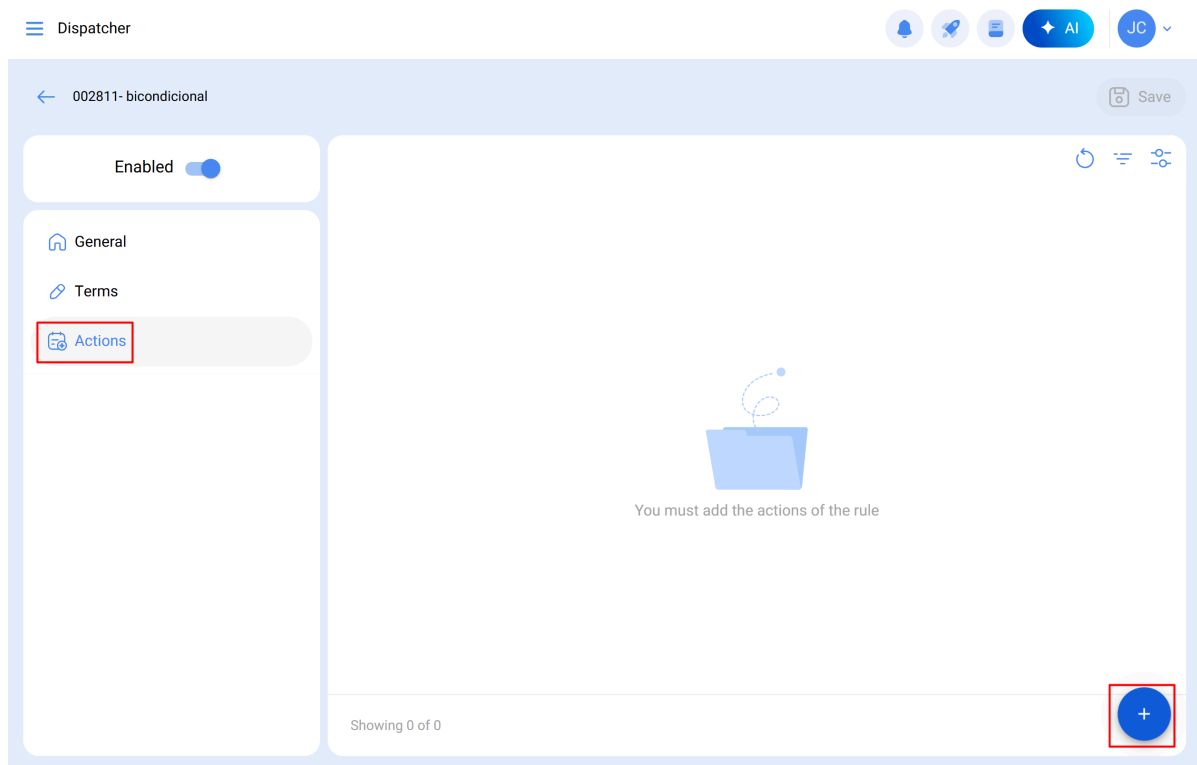 Dispatcher
AI
JC
002811- bicondicional
Save
Enabled
General
Terms
Actions
You must add the actions of the rule
Showing 0 of 0